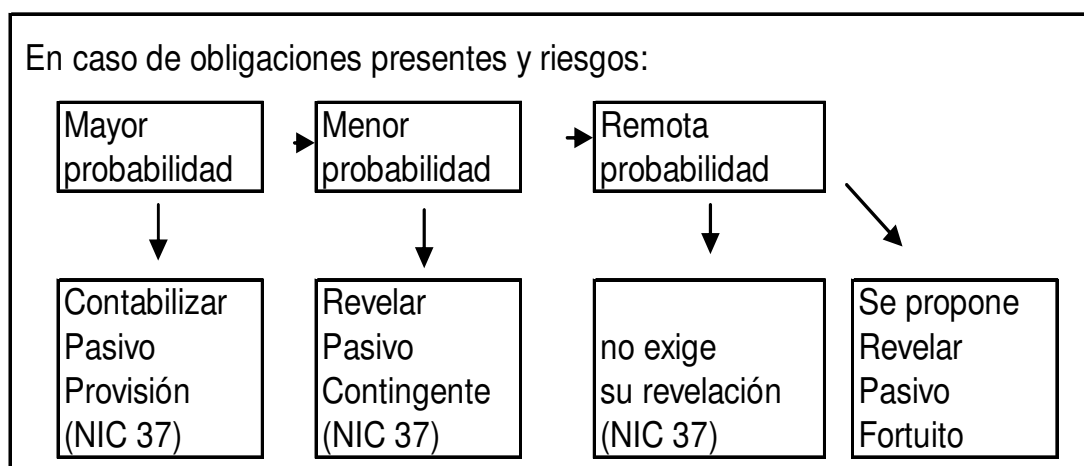 En caso de obligaciones presentes y riesgos:
Mayor
probabilidad
Menor
probabilidad
Remota
probabilidad
Contabilizar
Pasivo
Provisión
(NIC 37)
Revelar
Pasivo
Contingente
(NIC 37)
no exige
su revelación
(NIC 37)
Se propone
Revelar
Pasivo
Fortuito